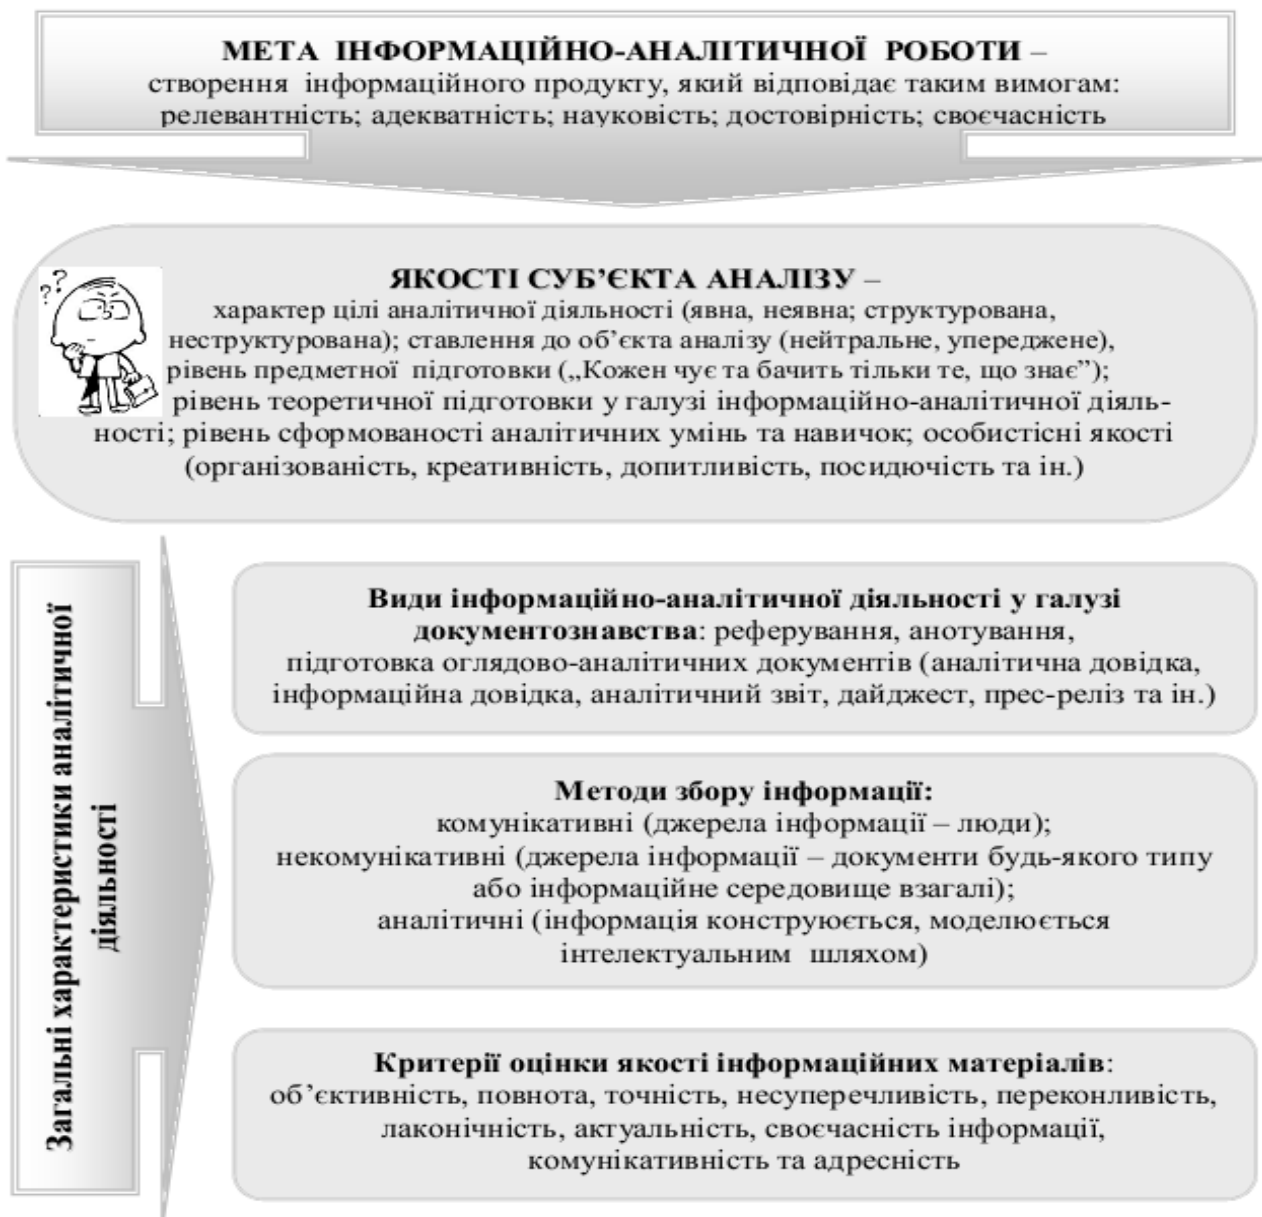 МЕТА ІНФОРМАЦІЙНО-АНАЛІТИЧНОЇ РОБОТИ –
створення інформаційного продукту, який відповідає таким вимогам:
релевантність; адекватність; науковість; достовірність; своєчасність
??
ЯКОСТІ СУБ’ЄКТА АНАЛІЗУ –
характер цілі аналітичної діяльності (явна, неявна; структурована,
неструктурована); ставлення до об’єкта аналізу (нейтральне, упереджене),
рівень предметної підготовки („Кожен чує та бачить тільки те, що знає”);
рівень теоретичної підготовки у галузі інформаційно-аналітичної діяль-
ності; рівень сформованості аналітичних умінь та навичок; особистісні якості
(організованість, креативність, допитливість, посидючість та ін.)
Загальні характеристики аналітичної
діяльності
Види інформаційно-аналітичної діяльності у галузі
документознавства: реферування, анотування,
підготовка оглядово-аналітичних документів (аналітична довідка,
інформаційна довідка, аналітичний звіт, дайджест, прес-реліз та ін.)
Методи збору інформації:
комунікативні (джерела інформації – люди);
некомунікативні (джерела інформації – документи будь-якого типу
або інформаційне середовище взагалі);
аналітичні (інформація конструюється, моделюється
інтелектуальним шляхом)
Критерії оцінки якості інформаційних матеріалів:
об’єктивність, повнота, точність, несуперечливість, переконливість,
лаконічність, актуальність, своєчасність інформації,
комунікативність та адресність